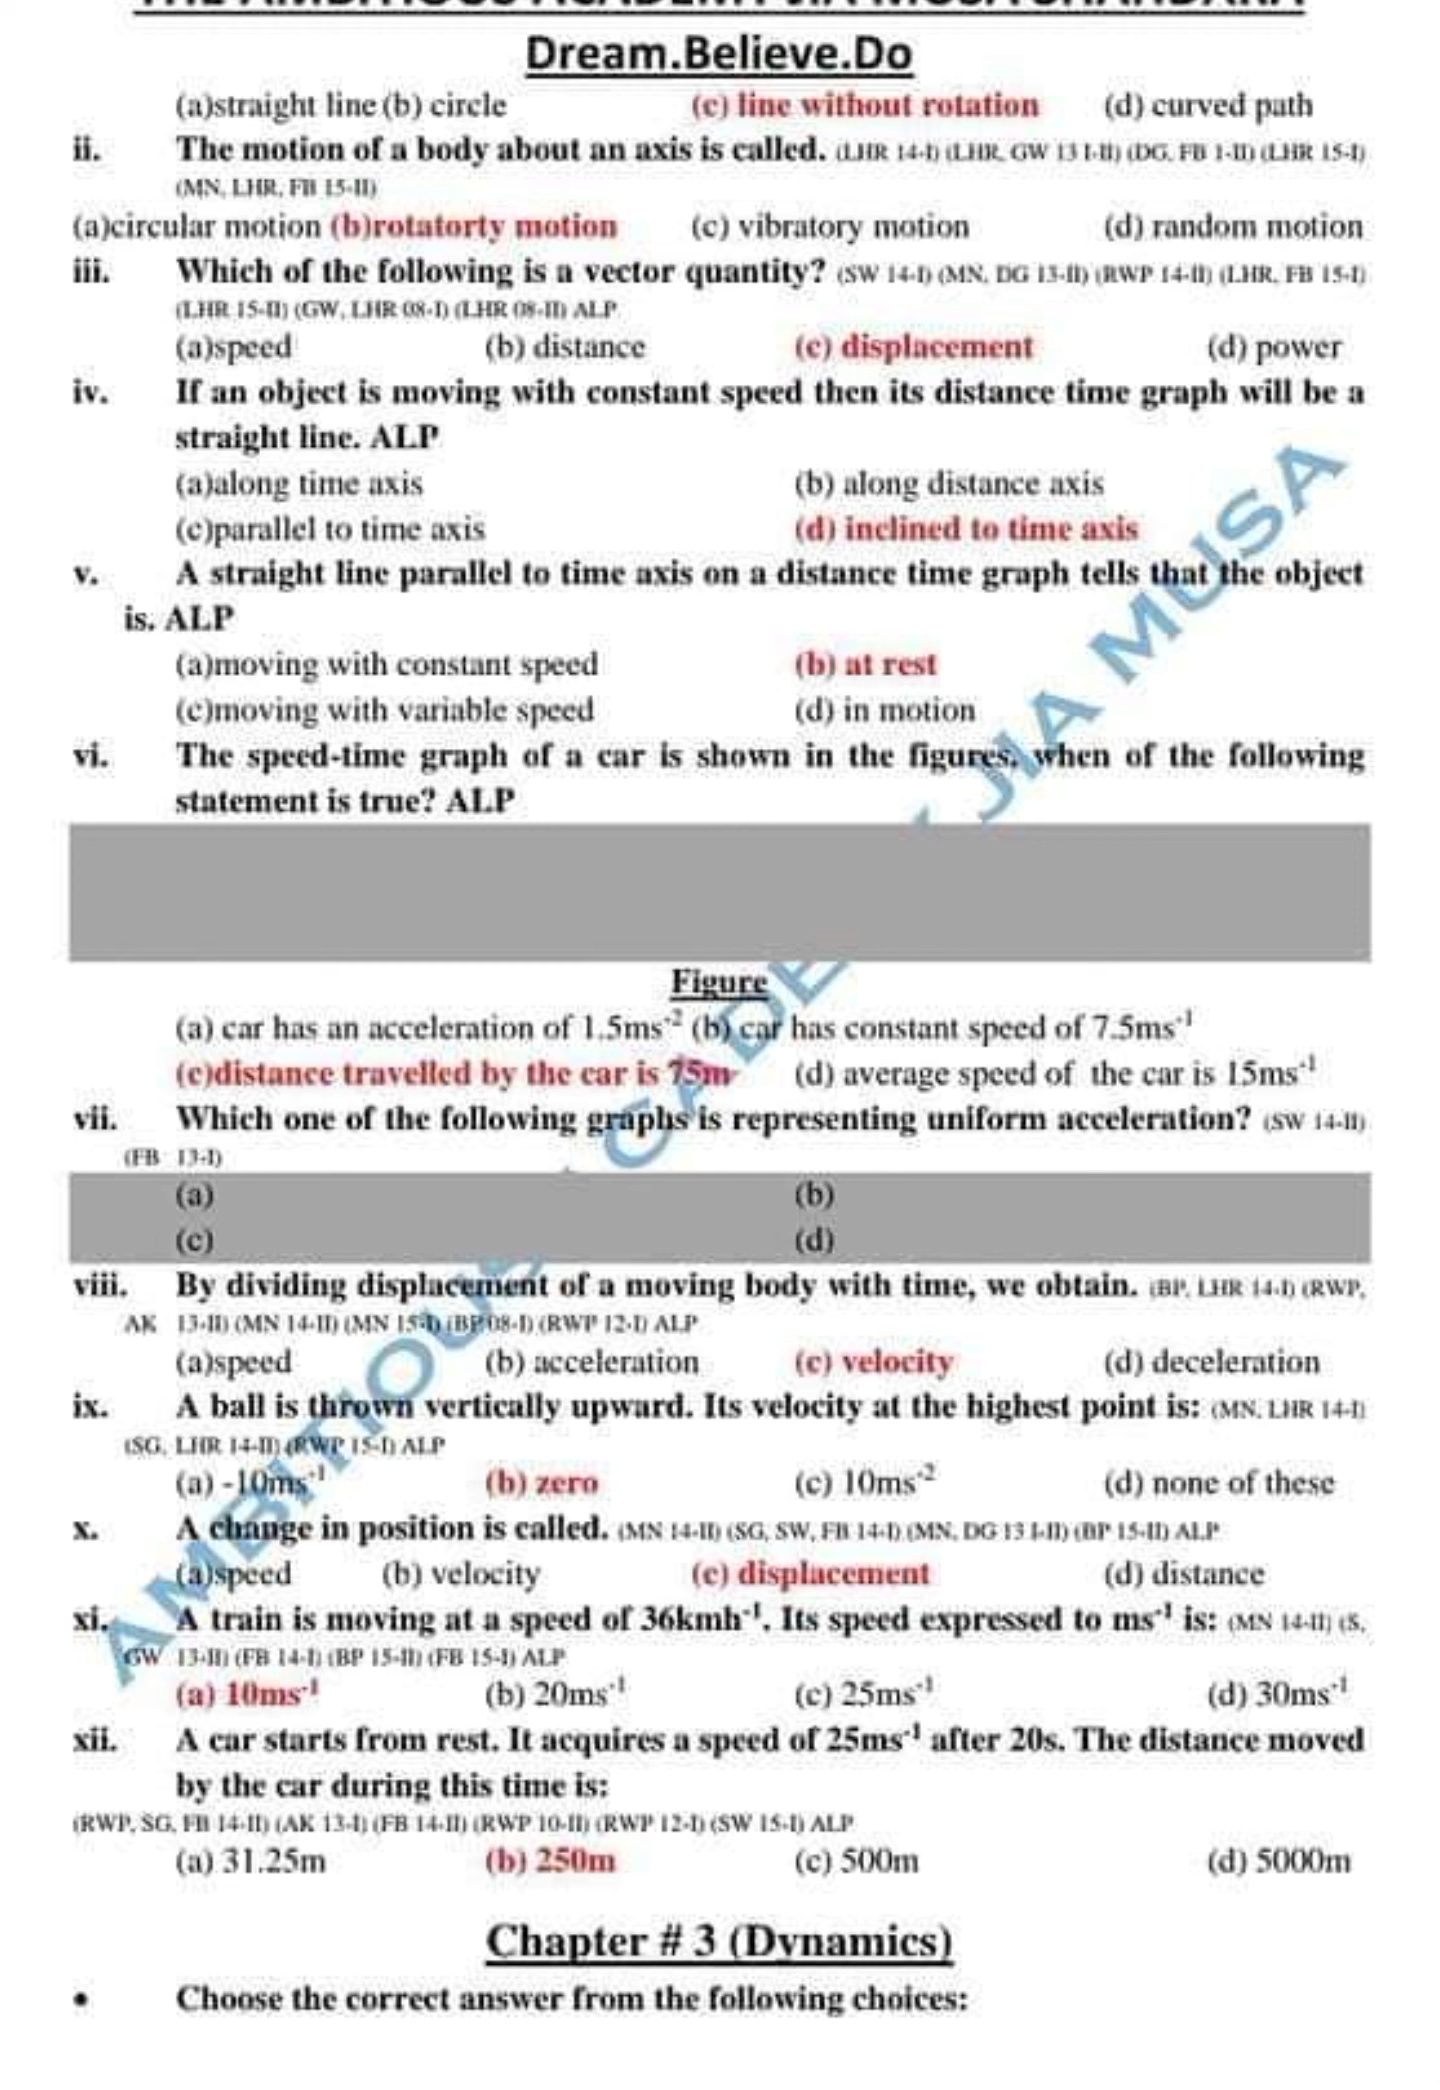 Dream.Believe.Do
(a)straight line (b) circle (c) line without rotation (d) curved path
ii. The motion of a body about an axis is called. (LHR 14-I) (LHR, GW 13 I-II) (DG, FB 1-II) (LHR 15-I)
(MN, LHR, FB 15-II)
(a)circular motion (b)rotatorty motion (c) vibratory motion (d) random motion
iii. Which of the following is a vector quantity? (SW 14-I) (MN, DG 13-II) (RWP 14-II) (LHR, FB 15-I)
(LHR 15-II) (GW, LHR 08-I) (LHR 08-II) ALP
(a)speed (b) distance (c) displacement (d) power
iv. If an object is moving with constant speed then its distance time graph will be a
straight line. ALP
(a)along time axis (b) along distance axis
(c)parallel to time axis (d) inclined to time axis
v. A straight line parallel to time axis on a distance time graph tells that the object
is. ALP
(a)moving with constant speed (b) at rest
(c)moving with variable speed (d) in motion
vi. The speed-time graph of a car is shown in the figures, when of the following
statement is true? ALP
Figure
(a) car has an acceleration of 1.5ms⁻² (b) car has constant speed of 7.5ms⁻¹
(c)distance travelled by the car is 75m (d) average speed of the car is 15ms⁻¹
vii. Which one of the following graphs is representing uniform acceleration? (SW 14-II)
(FB 13-I)
(a) (b)
(c) (d)
viii. By dividing displacement of a moving body with time, we obtain. (BP, LHR 14-I) (RWP,
AK 13-II) (MN 14-II) (MN 15-I) (BP 08-I) (RWP 12-I) ALP
(a)speed (b) acceleration (c) velocity (d) deceleration
ix. A ball is thrown vertically upward. Its velocity at the highest point is: (MN, LHR 14-I)
(SG, LHR 14-II) (RWP 15-I) ALP
(a) -10ms⁻¹ (b) zero (c) 10ms⁻² (d) none of these
x. A change in position is called. (MN 14-II) (SG, SW, FB 14-I) (MN, DG 13 I-II) (BP 15-II) ALP
(a)speed (b) velocity (c) displacement (d) distance
xi. A train is moving at a speed of 36kmh⁻¹. Its speed expressed to ms⁻¹ is: (MN 14-II) (S,
GW 13-II) (FB 14-I) (BP 15-II) (FB 15-I) ALP
(a) 10ms⁻¹ (b) 20ms⁻¹ (c) 25ms⁻¹ (d) 30ms⁻¹
xii. A car starts from rest. It acquires a speed of 25ms⁻¹ after 20s. The distance moved
by the car during this time is:
(RWP, SG, FB 14-II) (AK 13-I) (FB 14-II) (RWP 10-II) (RWP 12-I) (SW 15-I) ALP
(a) 31.25m (b) 250m (c) 500m (d) 5000m
Chapter # 3 (Dynamics)
• Choose the correct answer from the following choices:
AMBITIOUS CADE JIA MUSA